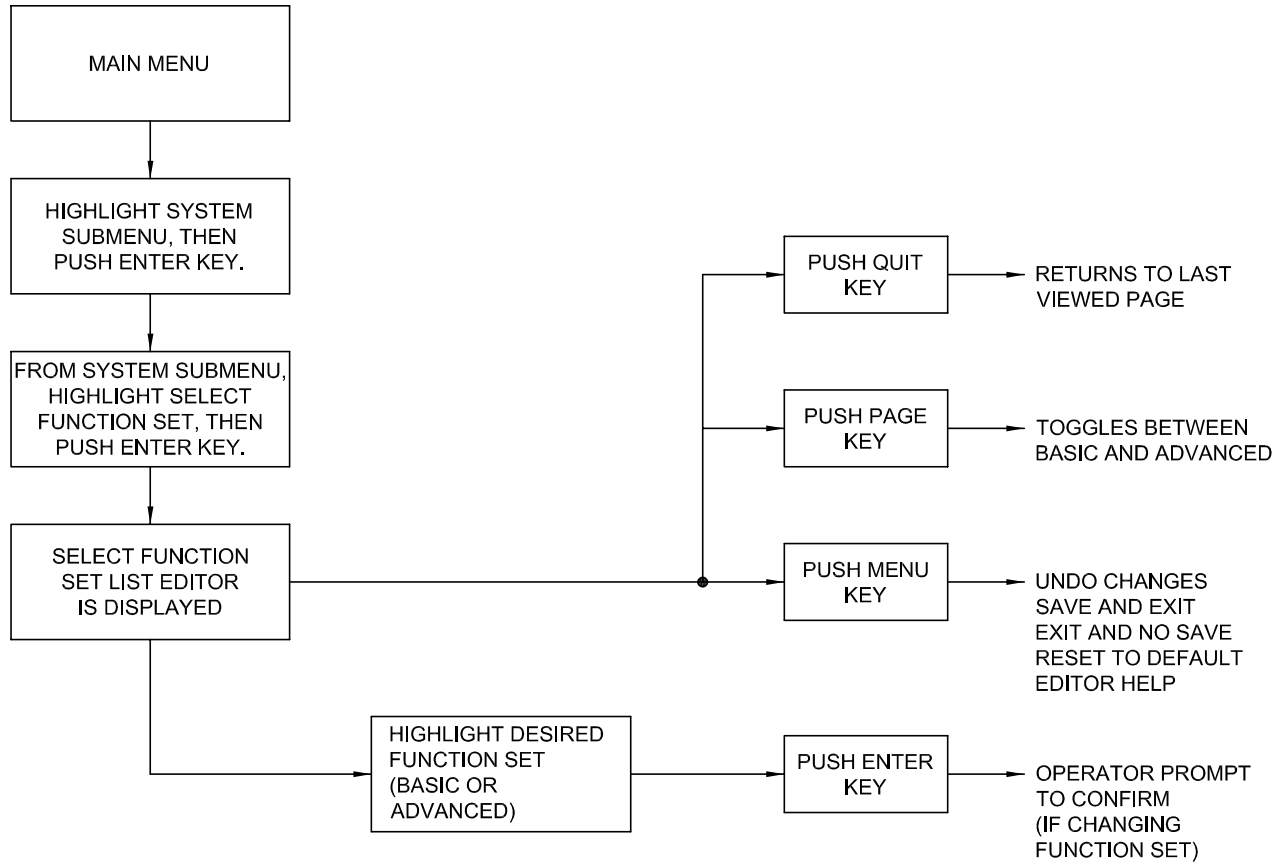 MAIN MENU
HIGHLIGHT SYSTEM
SUBMENU, THEN
PUSH ENTER KEY.
FROM SYSTEM SUBMENU,
HIGHLIGHT SELECT
FUNCTION SET, THEN
PUSH ENTER KEY.
SELECT FUNCTION
SET LIST EDITOR
IS DISPLAYED
PUSH QUIT
KEY
RETURNS TO LAST
VIEWED PAGE
PUSH PAGE
KEY
TOGGLES BETWEEN
BASIC AND ADVANCED
PUSH MENU
KEY
UNDO CHANGES
SAVE AND EXIT
EXIT AND NO SAVE
RESET TO DEFAULT
EDITOR HELP
HIGHLIGHT DESIRED
FUNCTION SET
(BASIC OR
ADVANCED)
PUSH ENTER
KEY
OPERATOR PROMPT
TO CONFIRM
(IF CHANGING
FUNCTION SET)